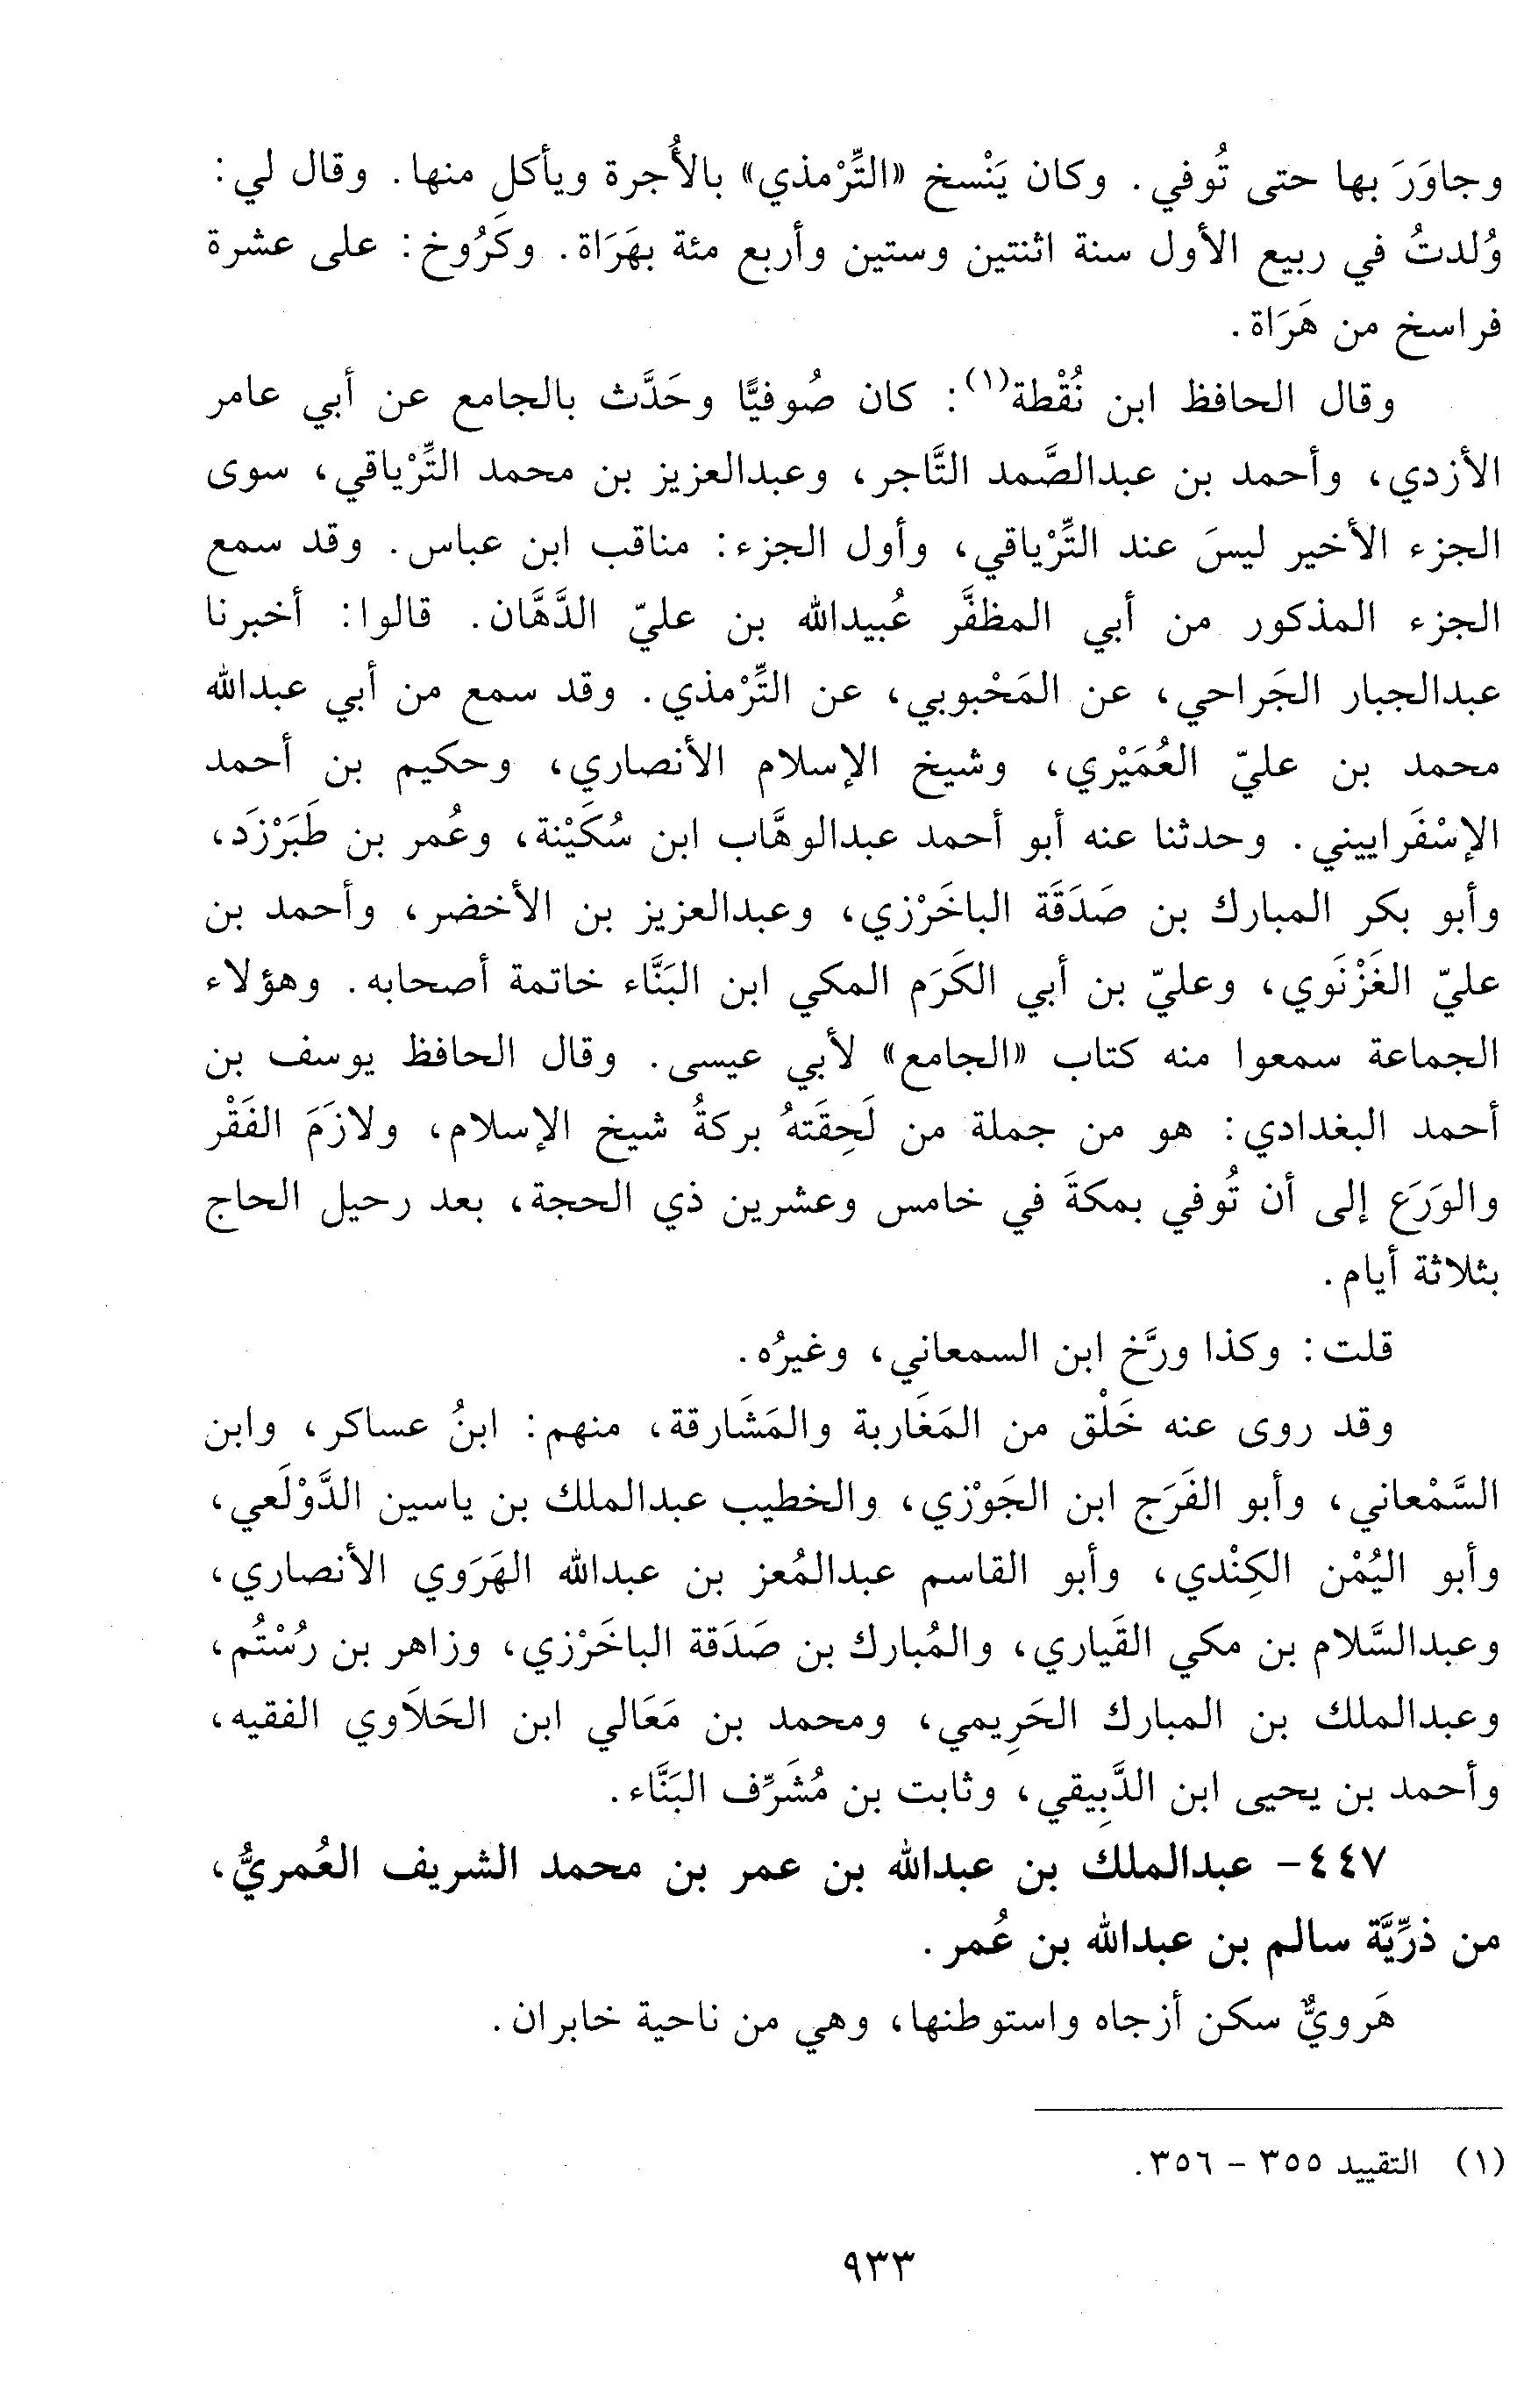 وجاوَرَ بها حتى تُوفي. وكان يَنْسخ «التِّرْمذي» بالأُجرة ويأكل منها. وقال لي:
وُلدتُ في ربيع الأول سنة اثنتين وستين وأربع مئة بهَرَاة. وكَرُوخ: على عشرة
فراسخ من هَرَاة.
وقال الحافظ ابن نُقْطة(١): كان صُوفيًّا وحَدَّث بالجامع عن أبي عامر
الأزدي، وأحمد بن عبدالصَّمد التَّاجر، وعبدالعزيز بن محمد التِّرْياقي، سوى
الجزء الأخير ليسَ عند التِّرْياقي، وأول الجزء: مناقب ابن عباس. وقد سمع
الجزء المذكور من أبي المظفَّر عُبيدالله بن عليّ الدَّهَّان. قالوا: أخبرنا
عبدالجبار الجَراحي، عن المَحْبوبي، عن التِّرْمذي. وقد سمع من أبي عبدالله
محمد بن عليّ العُمَيْري، وشيخ الإسلام الأنصاري، وحكيم بن أحمد
الإسْفَراييني. وحدثنا عنه أبو أحمد عبدالوهَّاب ابن سُكَيْنة، وعُمر بن طَبَرْزَد،
وأبو بكر المبارك بن صَدَقَة الباخَرْزي، وعبدالعزيز بن الأخضر، وأحمد بن
عليّ الغَزْنَوي، وعليّ بن أبي الكَرَم المكي ابن البَنَّاء خاتمة أصحابه. وهؤلاء
الجماعة سمعوا منه كتاب «الجامع» لأبي عيسى. وقال الحافظ يوسف بن
أحمد البغدادي: هو من جملة من لَحِقَتهُ بركةُ شيخ الإسلام، ولازَمَ الفَقْر
والوَرَع إلى أن تُوفي بمكةَ في خامس وعشرين ذي الحجة، بعد رحيل الحاج
بثلاثة أيام.
قلت: وكذا ورَّخ ابن السمعاني، وغيرُه.
وقد روى عنه خَلْق من المَغَاربة والمَشَارقة، منهم: ابنُ عساكر، وابن
السَّمْعاني، وأبو الفَرَج ابن الجَوْزي، والخطيب عبدالملك بن ياسين الدَّوْلَعي،
وأبو اليُمْن الكِنْدي، وأبو القاسم عبدالمُعز بن عبدالله الهَرَوي الأنصاري،
وعبدالسَّلام بن مكي القَياري، والمُبارك بن صَدَقة الباخَرْزي، وزاهر بن رُسْتُم،
وعبدالملك بن المبارك الحَرِيمي، ومحمد بن مَعَالي ابن الحَلاَوي الفقيه،
وأحمد بن يحيى ابن الدَّبِيقي، وثابت بن مُشَرِّف البَنَّاء.
٤٤٧- عبدالملك بن عبدالله بن عمر بن محمد الشريف العُمريُّ،
من ذرِّيَّة سالم بن عبدالله بن عُمر.
هَرويٌّ سكن أزجاه واستوطنها، وهي من ناحية خابران.
(١) التقييد ٣٥٥ - ٣٥٦.
٩٣٣